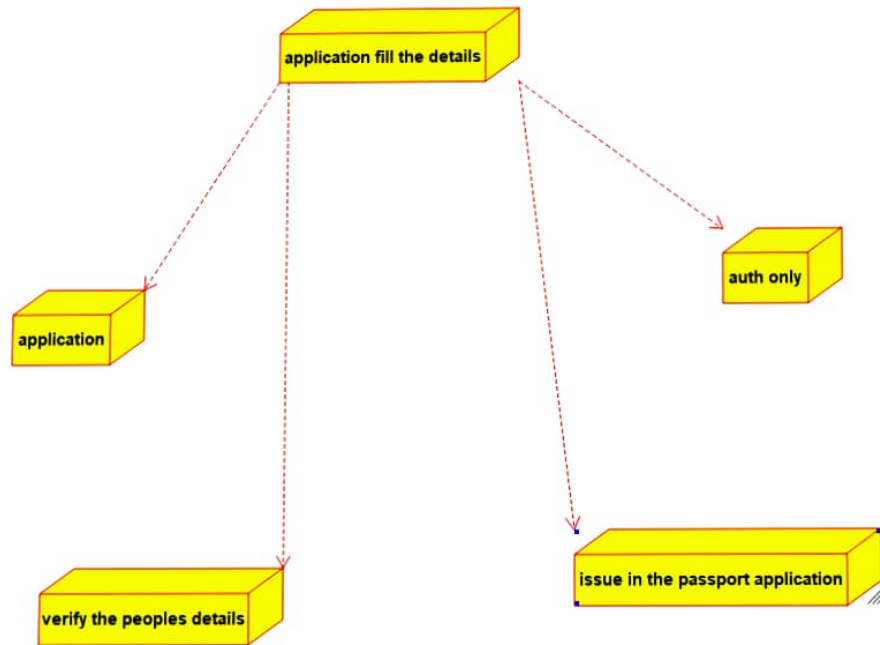 application fill the details
auth only
application
issue in the passport application
verify the peoples details